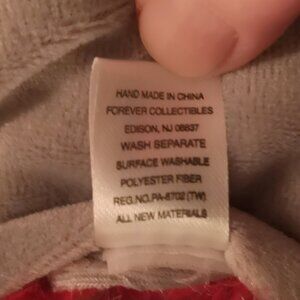 HAND MADE IN CHINA
FOREVER COLLECTIBLES
EDISON, NJ 08837
WASH SEPARATE
SURFACE WASHABLE
POLYESTER FIBER
REG.NO.PA-8702 (TW)
ALL NEW MATERIALS